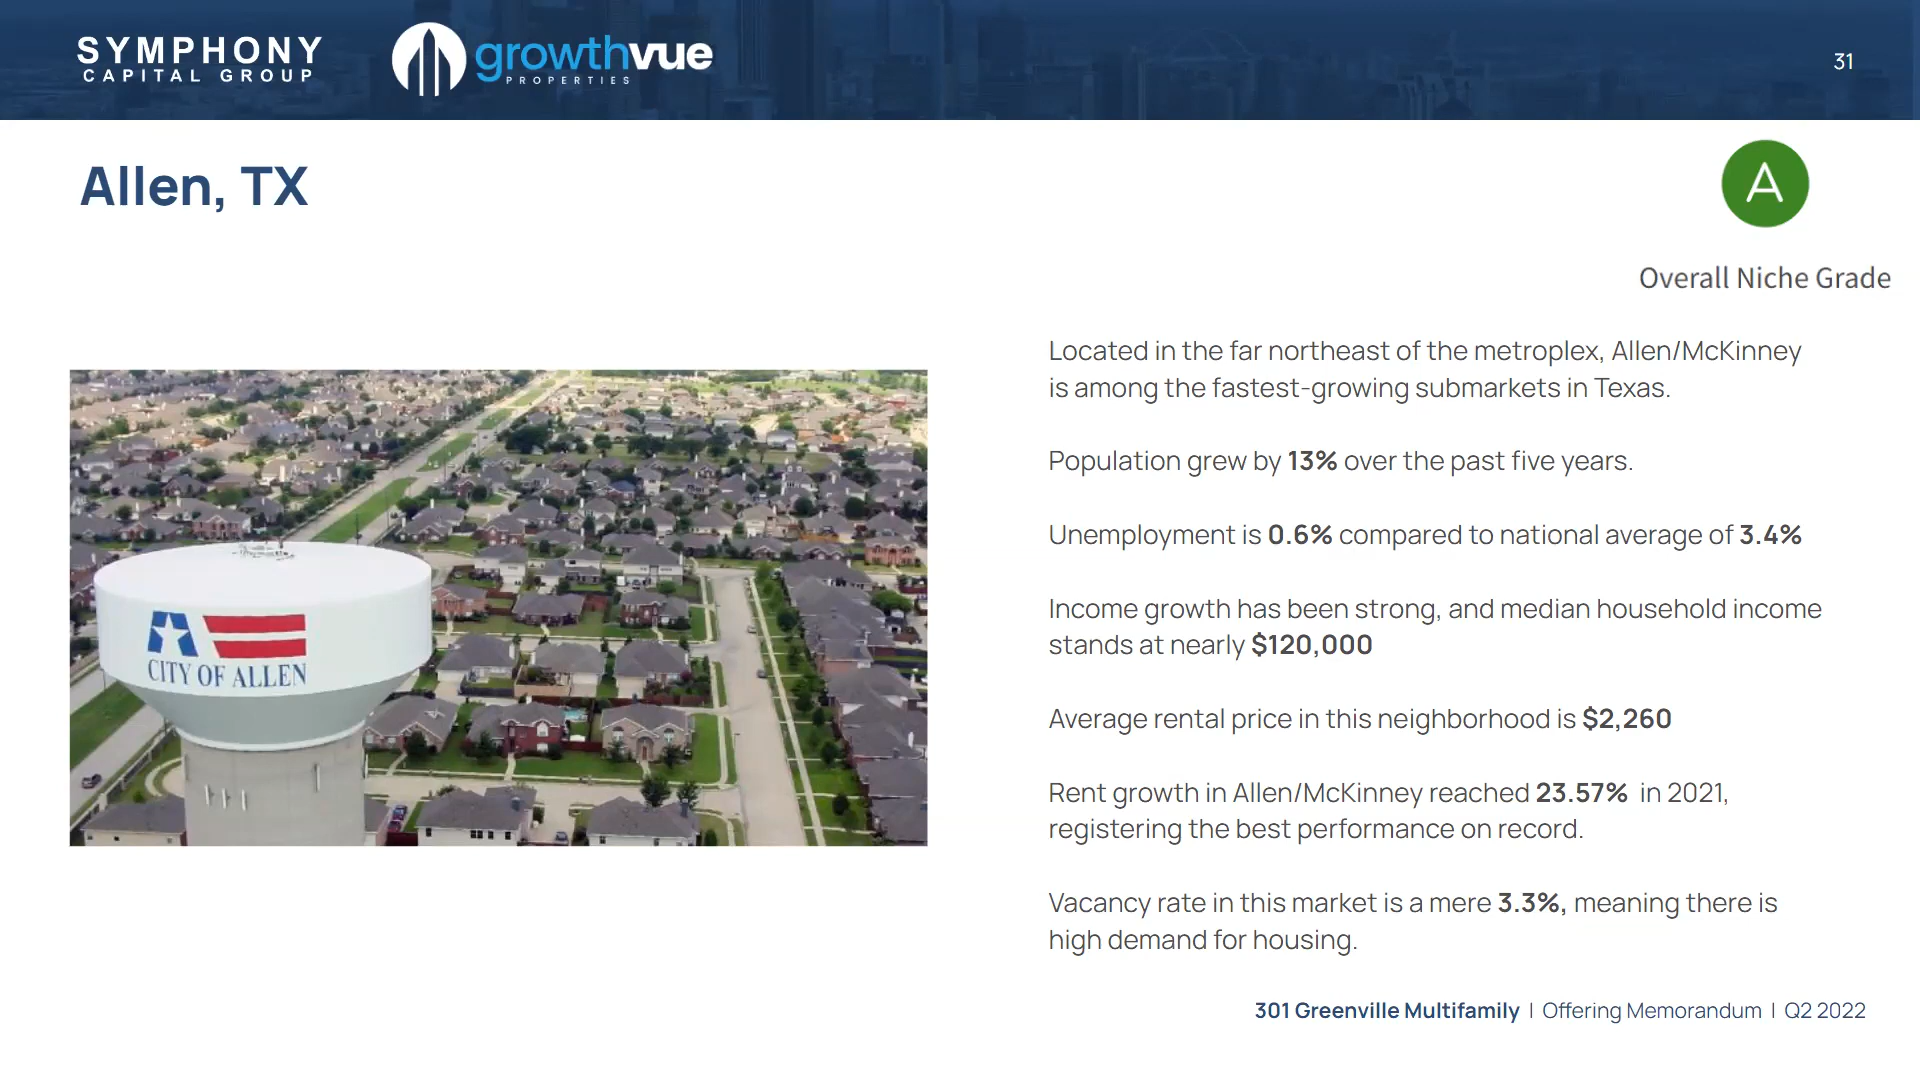 SYMPHONY
CAPITAL GROUP
growthvue
PROPERTIES
31
Allen, TX
A
Overall Niche Grade
CITY OF ALLEN
Located in the far northeast of the metroplex, Allen/McKinney
is among the fastest-growing submarkets in Texas.
Population grew by 13% over the past five years.
Unemployment is 0.6% compared to national average of 3.4%
Income growth has been strong, and median household income
stands at nearly $120,000
Average rental price in this neighborhood is $2,260
Rent growth in Allen/McKinney reached 23.57% in 2021,
registering the best performance on record.
Vacancy rate in this market is a mere 3.3%, meaning there is
high demand for housing.
301 Greenville Multifamily | Offering Memorandum | Q2 2022